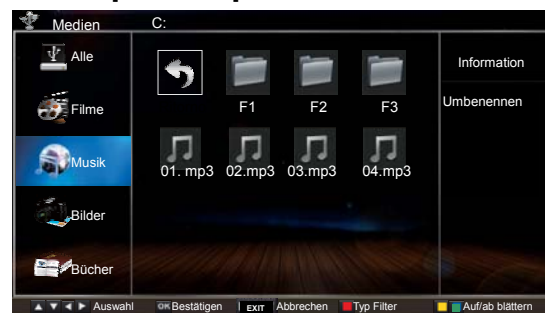 Medien C:
Alle
Filme
Musik
Bilder
Bücher
F1 F2 F3
01. mp3 02.mp3 03.mp3 04.mp3
Information
Umbenennen
Auswahl OK Bestätigen EXIT Abbrechen Typ Filter Auf/ab blättern